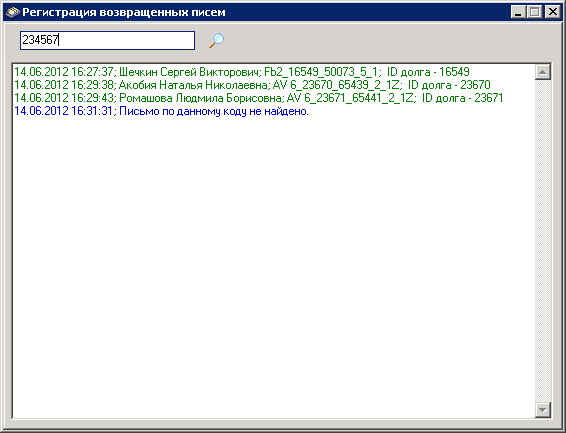 Регистрация возвращенных писем
234567
14.06.2012 16:27:37; Шечкин Сергей Викторович; Fb2_16549_50073_5_1;  ID долга - 16549
14.06.2012 16:29:38; Акобия Наталья Николаевна; AV 6_23670_65439_2_1Z;  ID долга - 23670
14.06.2012 16:29:43; Ромашова Людмила Борисовна; AV 6_23671_65441_2_1Z;  ID долга - 23671
14.06.2012 16:31:31; Письмо по данному коду не найдено.